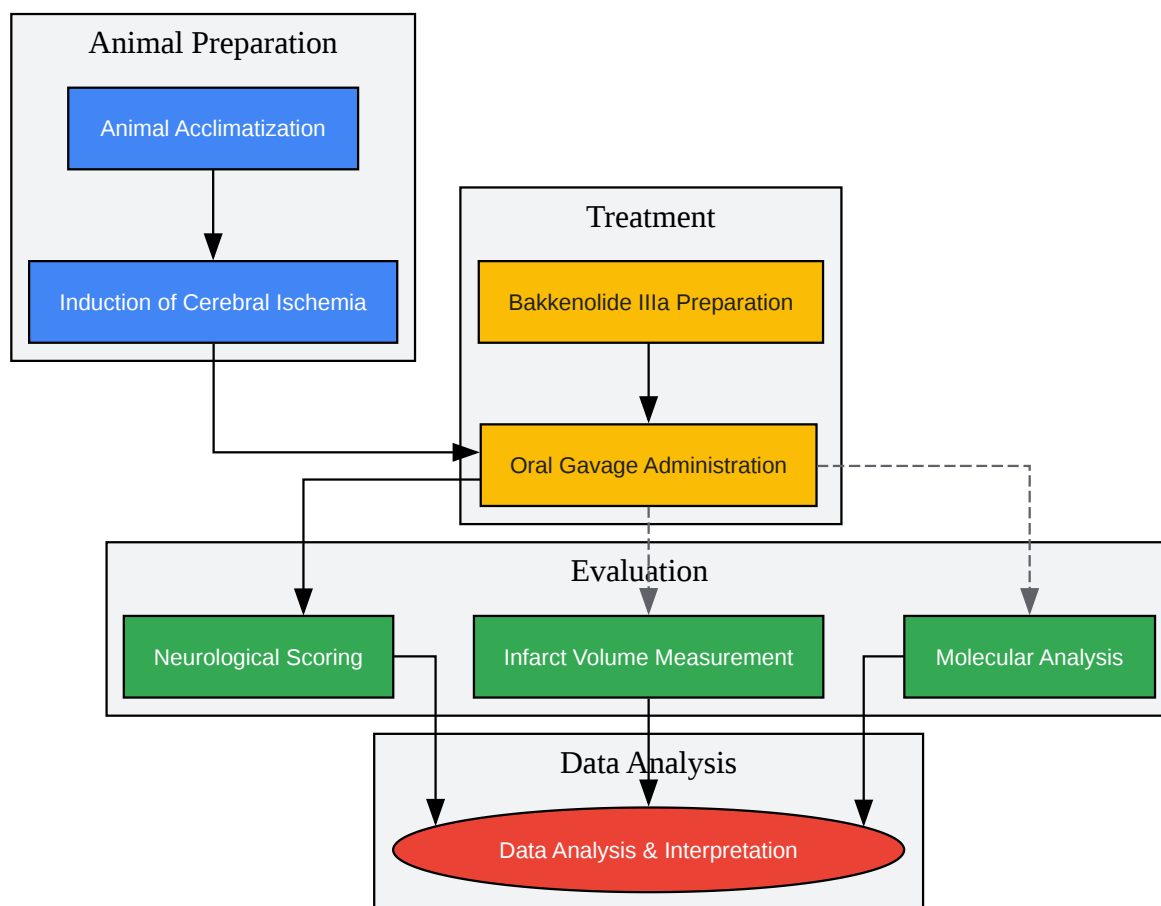 Animal Preparation
Animal Acclimatization
Induction of Cerebral Ischemia
Treatment
Bakkenolide IIIa Preparation
Oral Gavage Administration
Evaluation
Neurological Scoring
Infarct Volume Measurement
Molecular Analysis
Data Analysis
Data Analysis & Interpretation